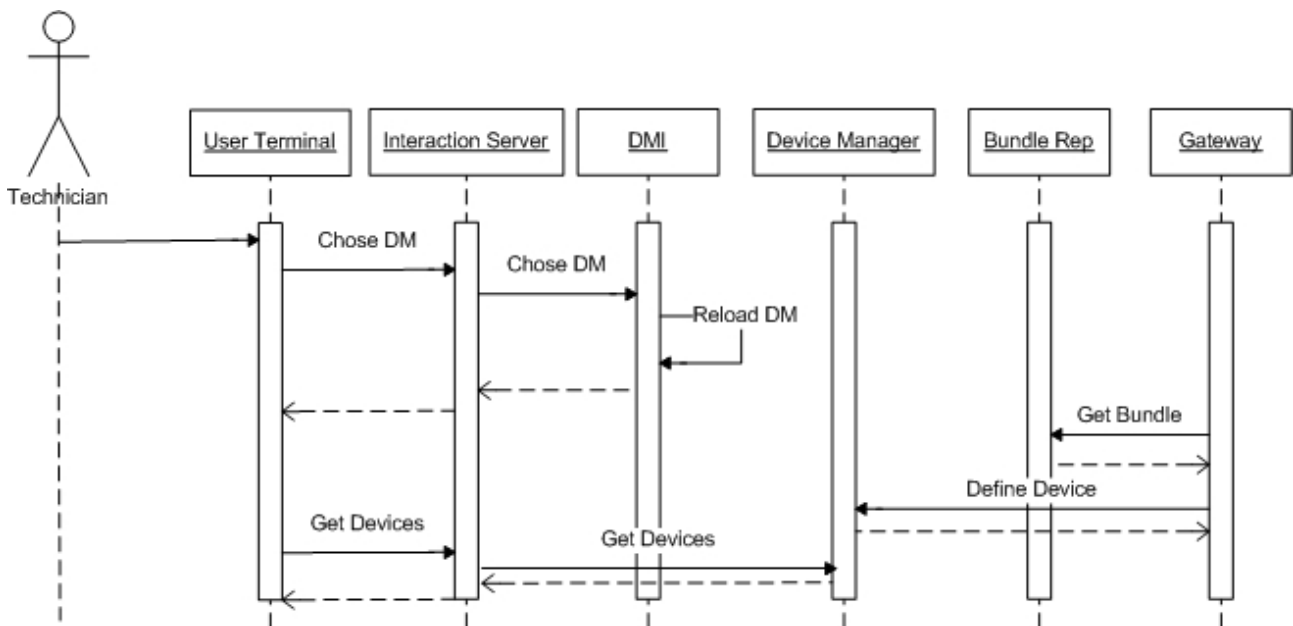 User Terminal
Interaction Server
DMI
Device Manager
Bundle Rep
Gateway
Technician
Chose DM
Chose DM
Reload DM
Get Bundle
Define Device
Get Devices
Get Devices